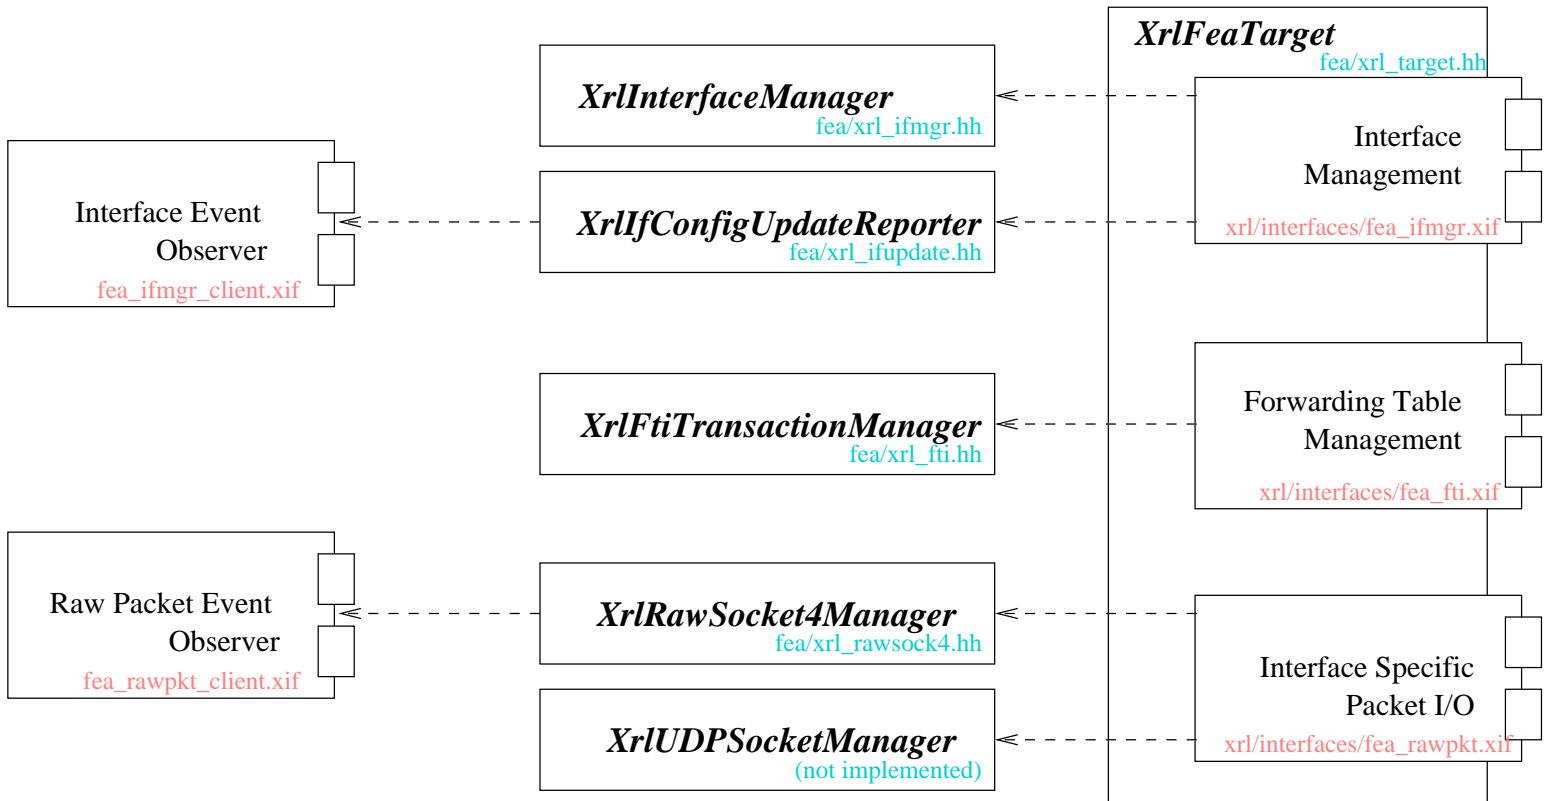 XrlFeaTarget
fea/xrl_target.hh
XrlInterfaceManager
fea/xrl_ifmgr.hh
Interface
Management
xrl/interfaces/fea_ifmgr.xif
Interface Event
Observer
fea_ifmgr_client.xif
XrlIfConfigUpdateReporter
fea/xrl_ifupdate.hh
XrlFtiTransactionManager
fea/xrl_fti.hh
Forwarding Table
Management
xrl/interfaces/fea_fti.xif
Raw Packet Event
Observer
fea_rawpkt_client.xif
XrlRawSocket4Manager
fea/xrl_rawsock4.hh
Interface Specific
Packet I/O
xrl/interfaces/fea_rawpkt.xif
XrlUDPSocketManager
(not implemented)